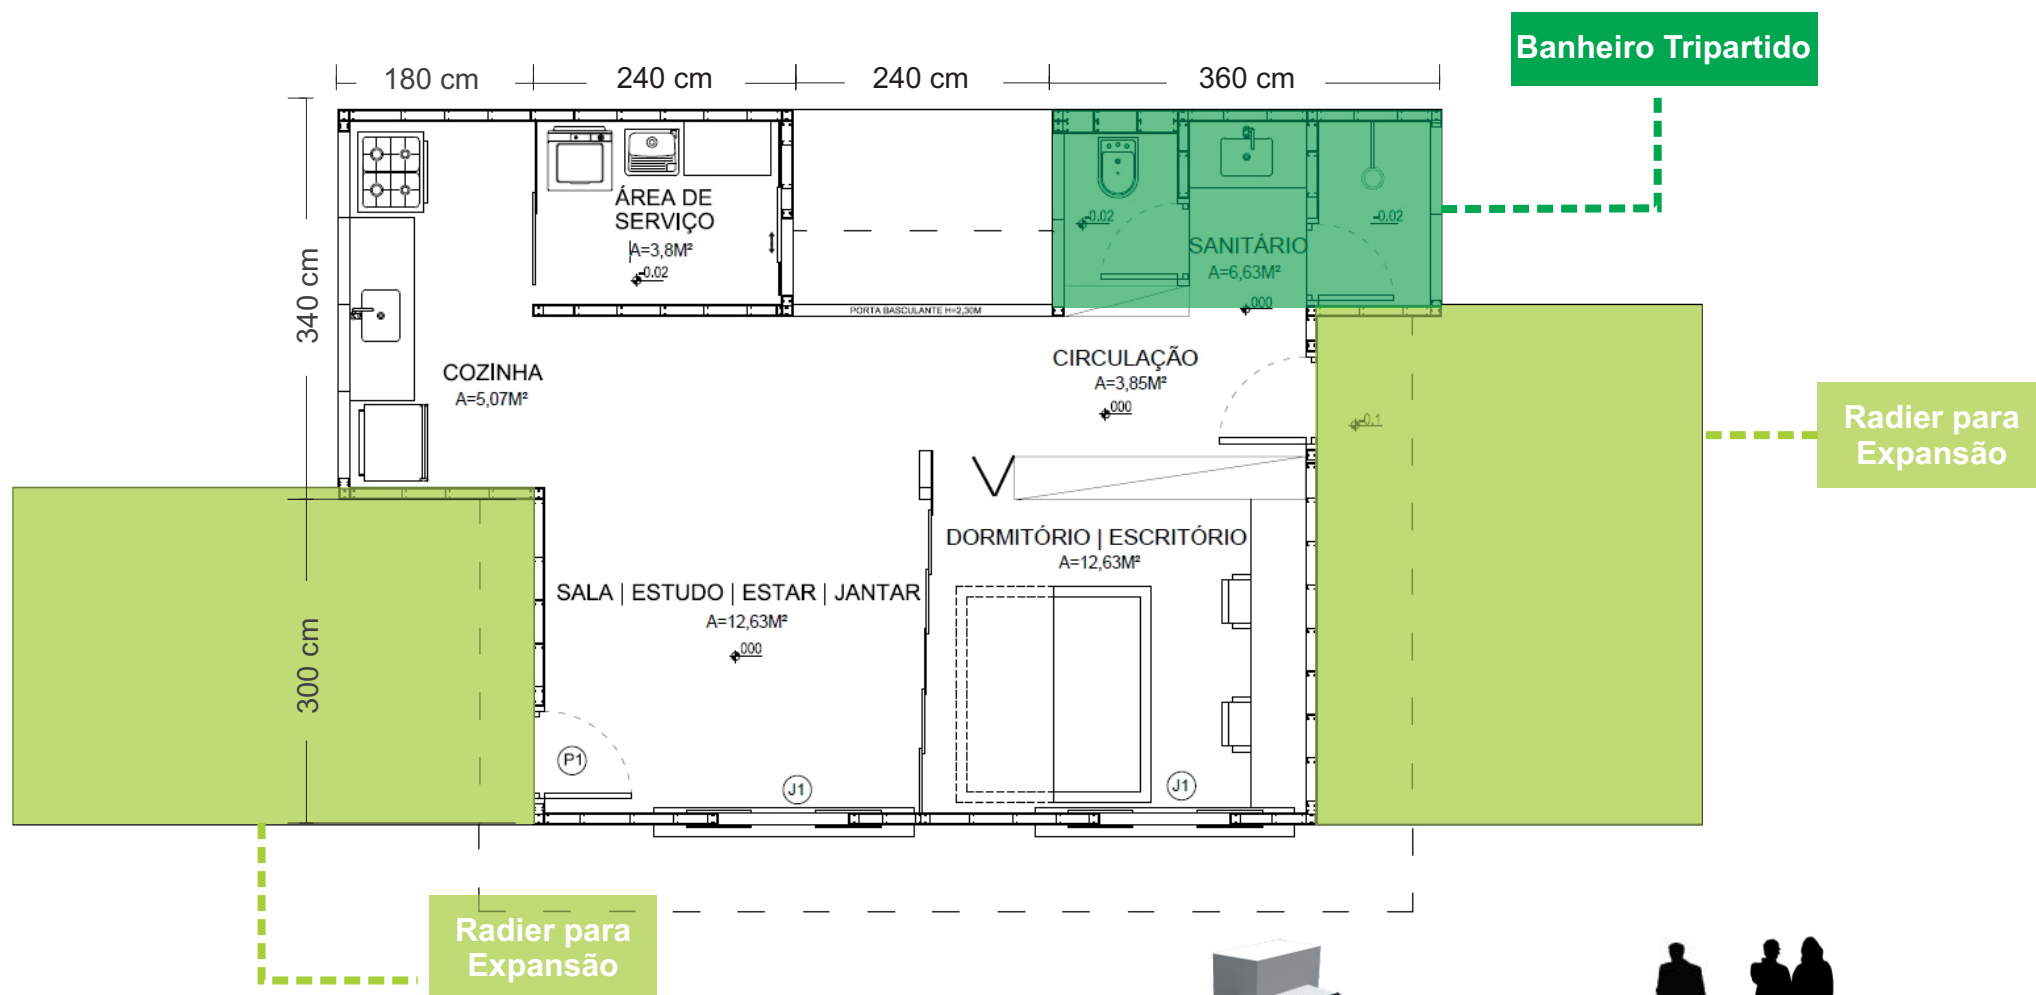 Banheiro Tripartido
180 cm
240 cm
240 cm
360 cm
340 cm
300 cm
ÁREA DE
SERVIÇO
A=3,8M²
-0.02
-0.02
-0.02
SANITÁRIO
A=6,63M²
000
PORTA BASCULANTE H=2,30M
COZINHA
A=5,07M²
CIRCULAÇÃO
A=3,85M²
000
-0.1
Radier para
Expansão
DORMITÓRIO | ESCRITÓRIO
A=12,63M²
SALA | ESTUDO | ESTAR | JANTAR
A=12,63M²
000
P1
J1
J1
Radier para
Expansão